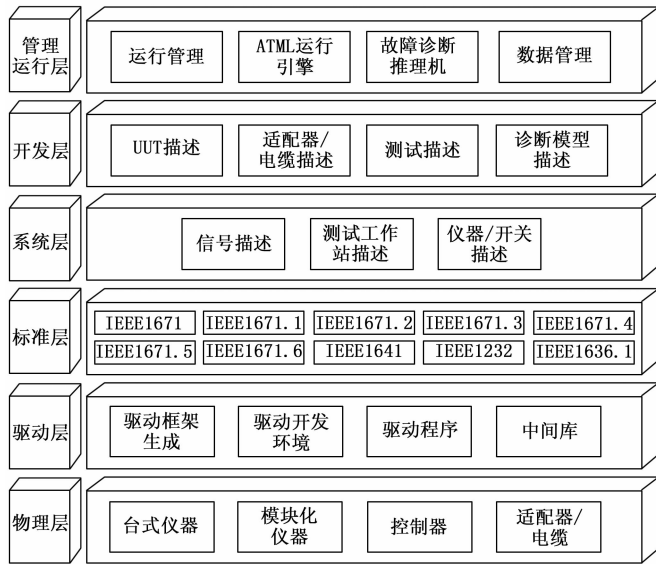 管理
运行层
运行管理
ATML运行
引擎
故障诊断
推理机
数据管理
开发层
UUT描述
适配器/
电缆描述
测试描述
诊断模型
描述
系统层
信号描述
测试工作
站描述
仪器/开关
描述
标准层
IEEE1671
IEEE1671.1
IEEE1671.2
IEEE1671.3
IEEE1671.4
IEEE1671.5
IEEE1671.6
IEEE1641
IEEE1232
IEEE1636.1
驱动层
驱动框架
生成
驱动开发
环境
驱动程序
中间库
物理层
台式仪器
模块化
仪器
控制器
适配器/
电缆